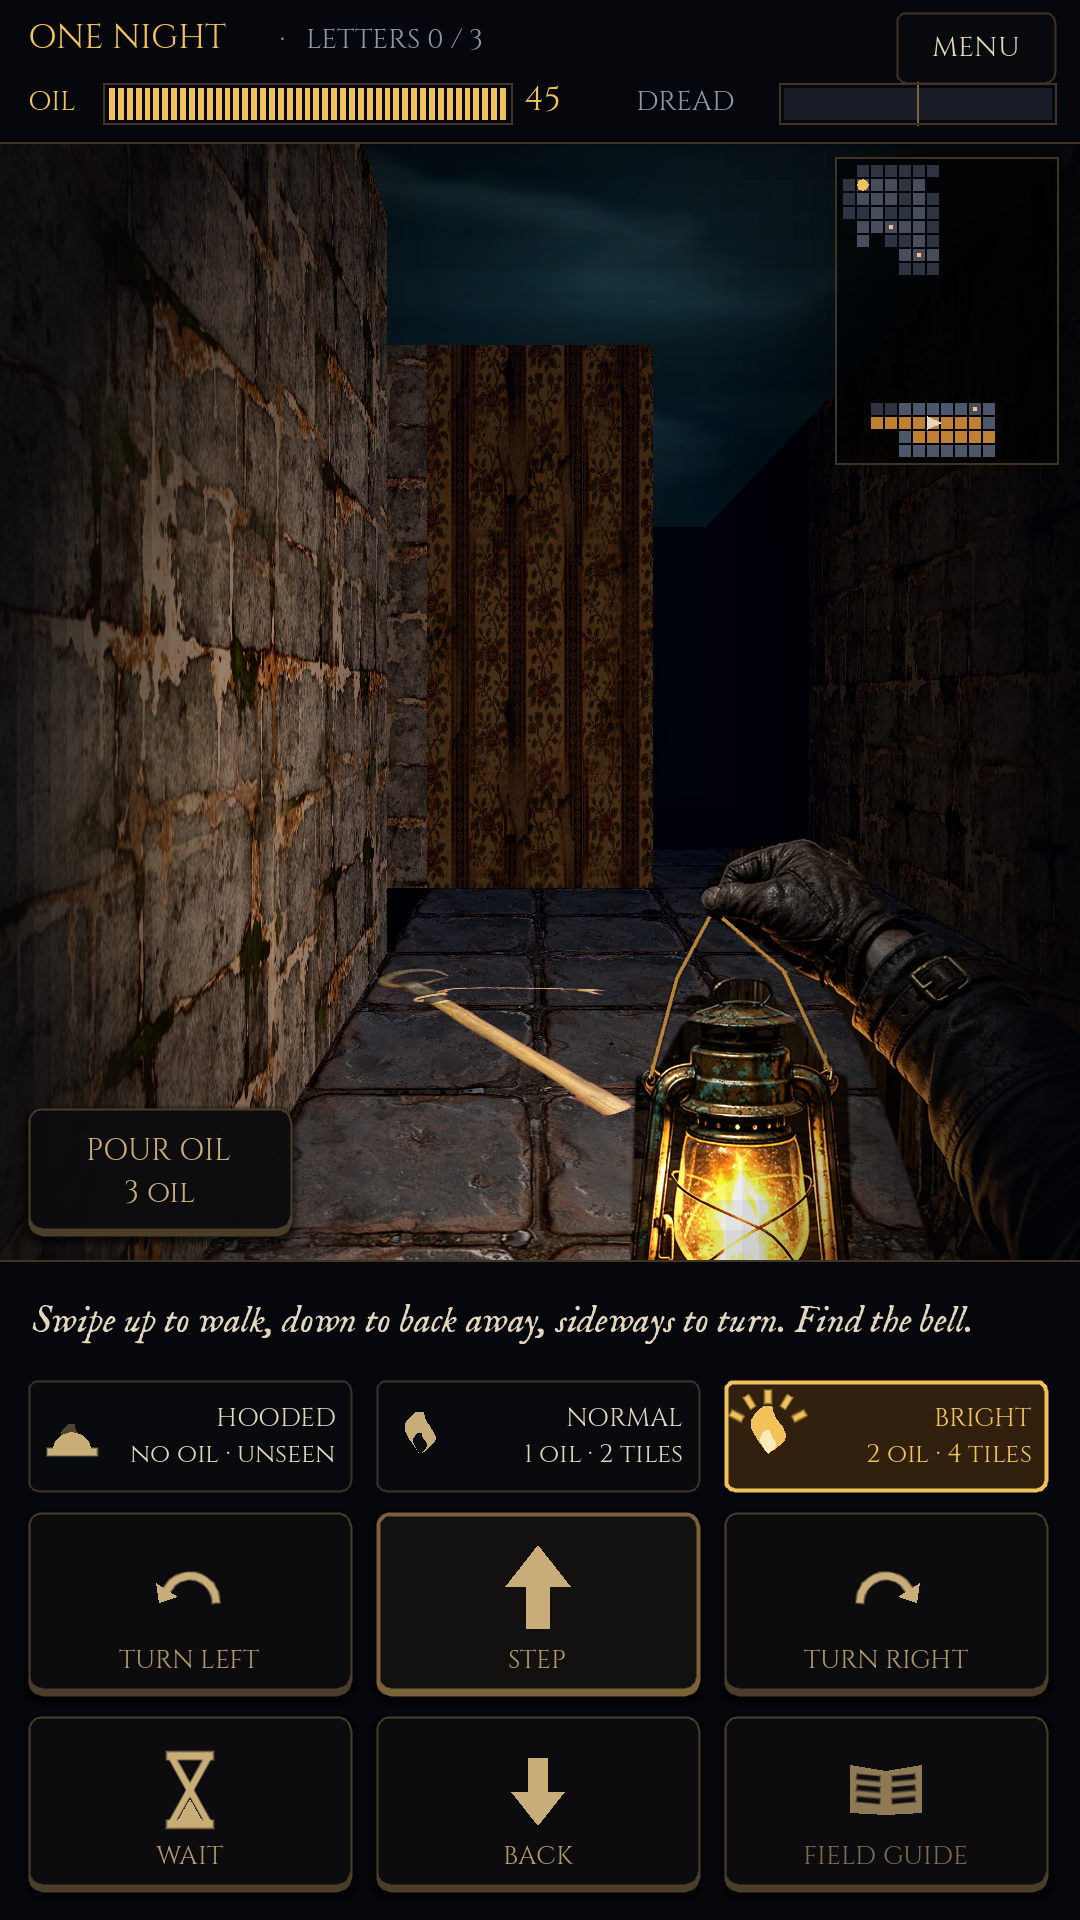 ONE NIGHT · LETTERS 0 / 3
MENU
OIL 45 DREAD
POUR OIL
3 OIL
Swipe up to walk, down to back away, sideways to turn. Find the bell.
HOODED
NO OIL · UNSEEN
NORMAL
1 OIL · 2 TILES
BRIGHT
2 OIL · 4 TILES
TURN LEFT
STEP
TURN RIGHT
WAIT
BACK
FIELD GUIDE